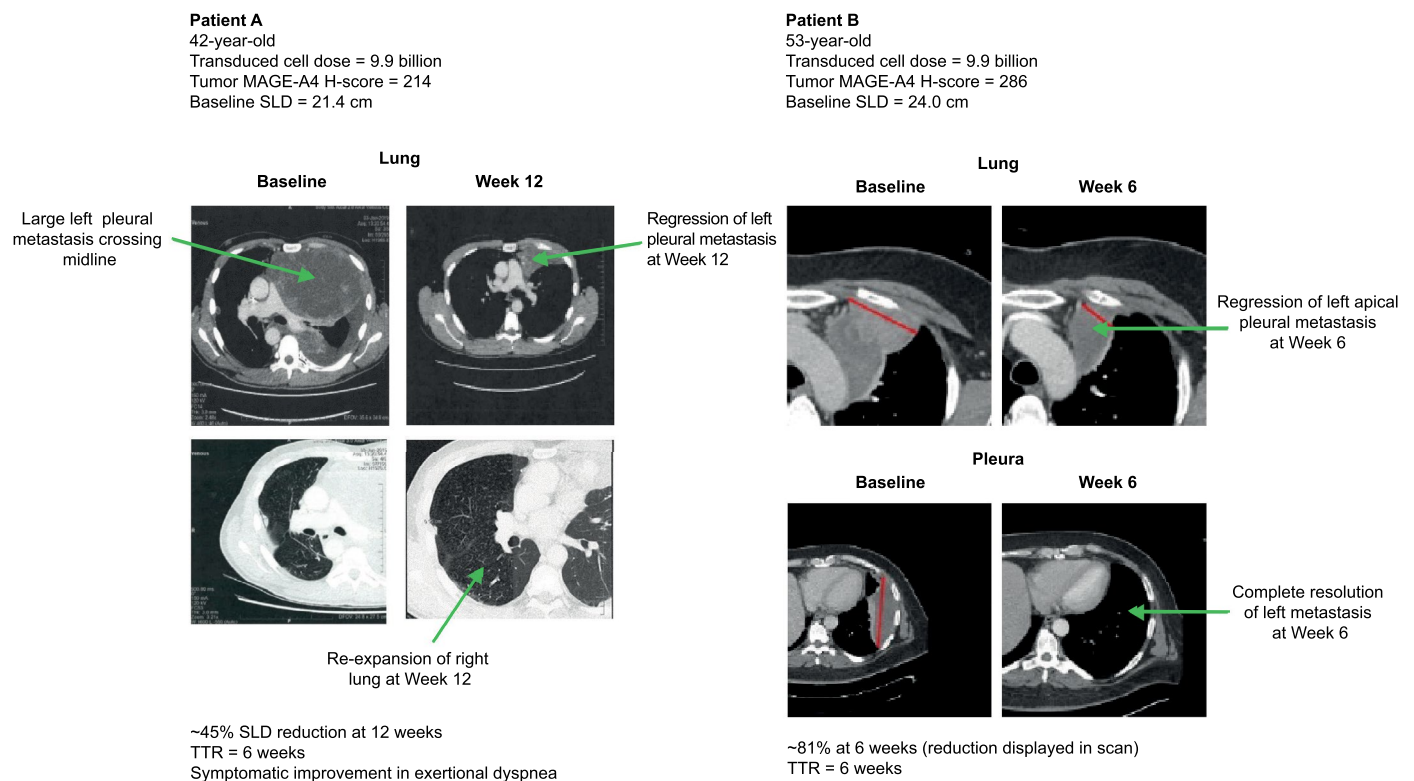 Patient A
42-year-old
Transduced cell dose = 9.9 billion
Tumor MAGE-A4 H-score = 214
Baseline SLD = 21.4 cm
Lung
Baseline
Week 12
Large left pleural
metastasis crossing
midline
Regression of left
pleural metastasis
at Week 12
Re-expansion of right
lung at Week 12
~45% SLD reduction at 12 weeks
TTR = 6 weeks
Symptomatic improvement in exertional dyspnea
Patient B
53-year-old
Transduced cell dose = 9.9 billion
Tumor MAGE-A4 H-score = 286
Baseline SLD = 24.0 cm
Lung
Baseline
Week 6
Regression of left apical
pleural metastasis
at Week 6
Pleura
Baseline
Week 6
Complete resolution
of left metastasis
at Week 6
~81% at 6 weeks (reduction displayed in scan)
TTR = 6 weeks